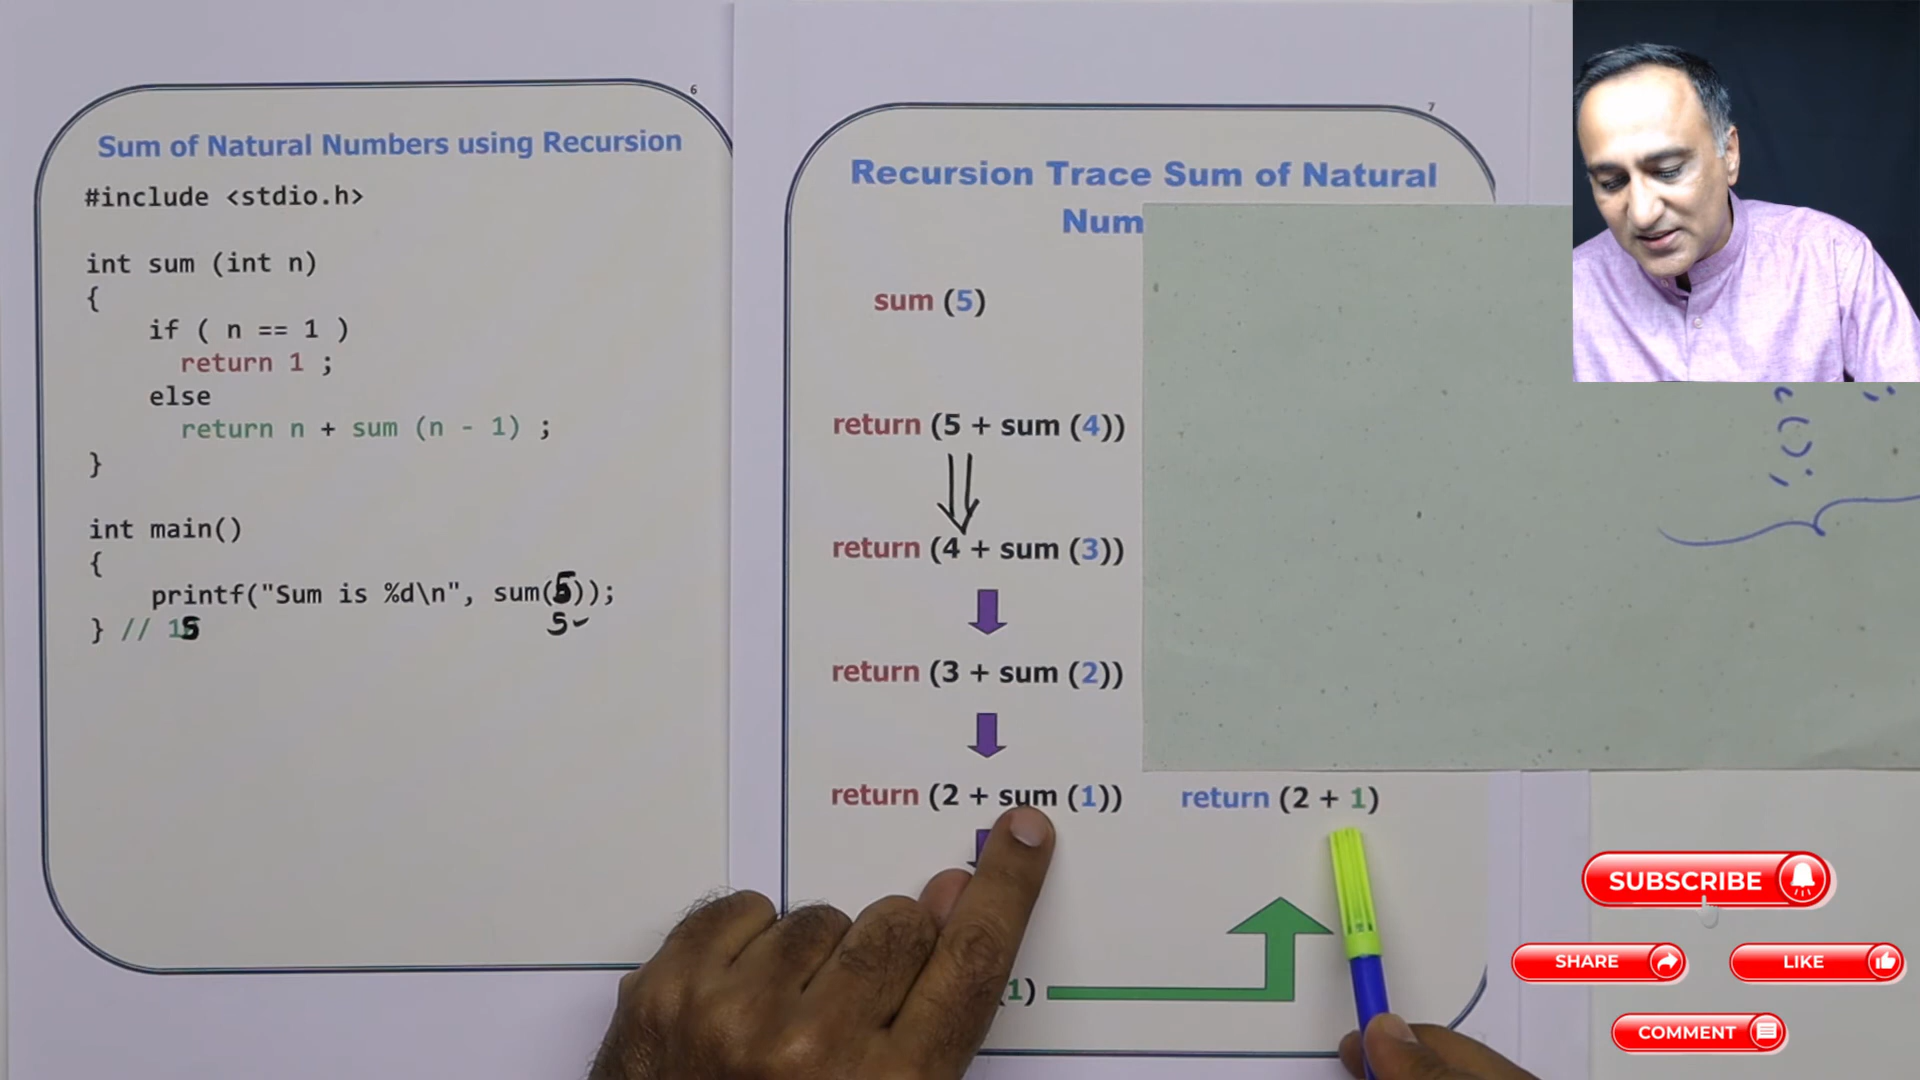 6
Sum of Natural Numbers using Recursion
#include <stdio.h>
int sum (int n)
{
if ( n == 1 )
return 1 ;
else
return n + sum (n - 1) ;
}
int main()
{
printf("Sum is %d\n", sum(5));
5
} // 15
7
Recursion Trace Sum of Natural
Num
sum (5)
return (5 + sum (4))
return (4 + sum (3))
return (3 + sum (2))
return (2 + sum (1))
return (2 + 1)
(1)
();
SUBSCRIBE
SHARE
LIKE
COMMENT